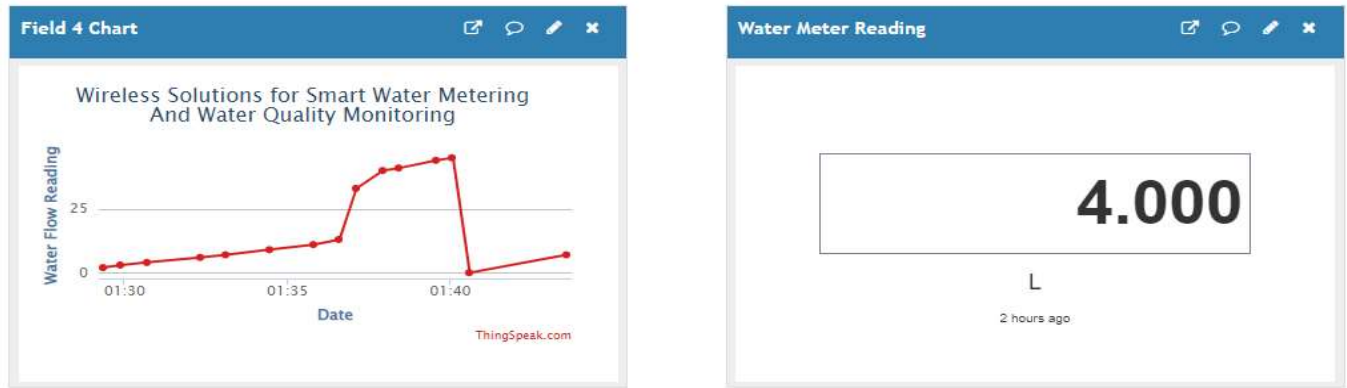 Field 4 Chart
Wireless Solutions for Smart Water Metering
And Water Quality Monitoring
Water Flow Reading
25
0
01:30 01:35 01:40
Date
ThingSpeak.com
Water Meter Reading
4.000
L
2 hours ago